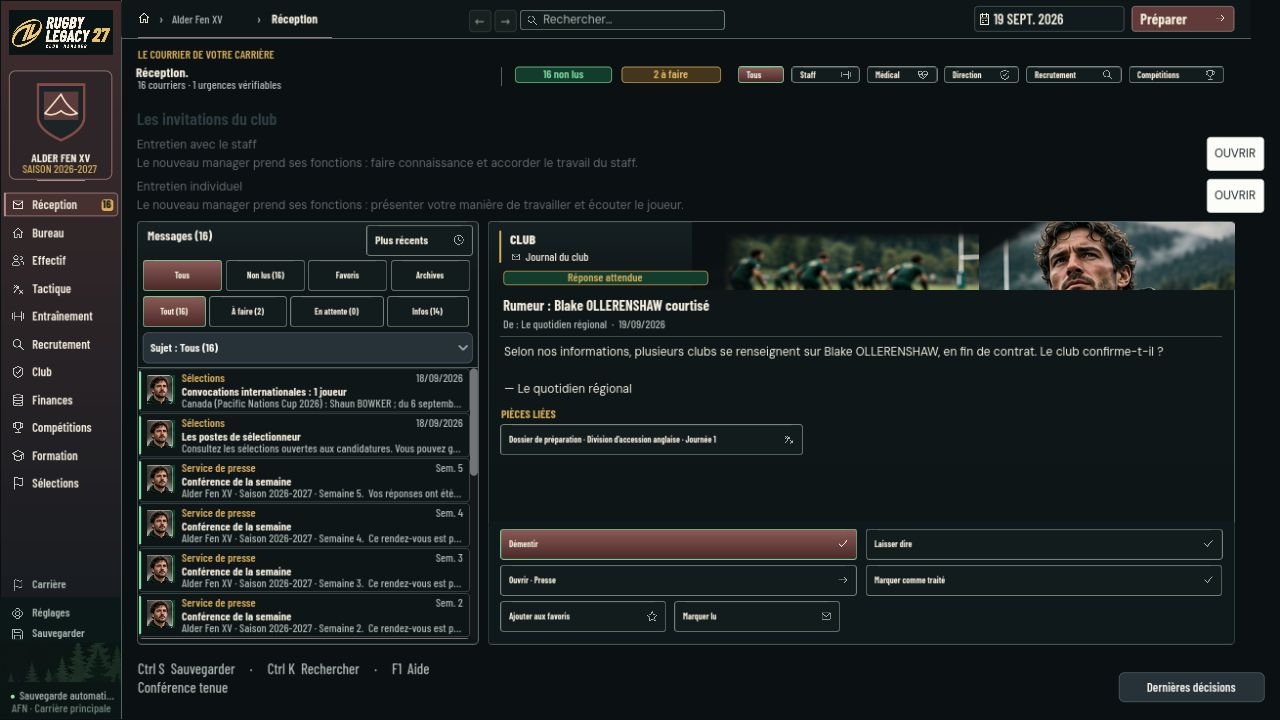 RUGBY
LEGACY 27
CLUB MANAGER
Alder Fen XV
Réception
Rechercher...
19 SEPT. 2026
Préparer
ALDER FEN XV
SAISON 2026-2027
Réception 16
Bureau
Effectif
Tactique
Entraînement
Recrutement
Club
Finances
Compétitions
Formation
Sélections
Carrière
Réglages
Sauvegarder
Sauvegarde automati...
AFN · Carrière principale
LE COURRIER DE VOTRE CARRIÈRE
Réception.
16 courriers · 1 urgences vérifiables
16 non lus
2 à faire
Tous
Staff
Médical
Direction
Recrutement
Compétitions
Les invitations du club
Entretien avec le staff
Le nouveau manager prend ses fonctions : faire connaissance et accorder le travail du staff.
OUVRIR
Entretien individuel
Le nouveau manager prend ses fonctions : présenter votre manière de travailler et écouter le joueur.
OUVRIR
Messages (16)
Plus récents
Tous
Non lus (16)
Favoris
Archives
Tout (16)
À faire (2)
En attente (0)
Infos (14)
Sujet : Tous (16)
Sélections 18/09/2026
Convocations internationales : 1 joueur
Canada (Pacific Nations Cup 2026) : Shaun BOWKER ; du 6 septemb...
Sélections 18/09/2026
Les postes de sélectionneur
Consultez les sélections ouvertes aux candidatures. Vous pouvez g...
Service de presse Sem. 5
Conférence de la semaine
Alder Fen XV · Saison 2026-2027 · Semaine 5. Vos réponses ont été...
Service de presse Sem. 4
Conférence de la semaine
Alder Fen XV · Saison 2026-2027 · Semaine 4. Ce rendez-vous est p...
Service de presse Sem. 3
Conférence de la semaine
Alder Fen XV · Saison 2026-2027 · Semaine 3. Ce rendez-vous est p...
Service de presse Sem. 2
Conférence de la semaine
Alder Fen XV · Saison 2026-2027 · Semaine 2. Ce rendez-vous est p...
CLUB
Journal du club
Réponse attendue
Rumeur : Blake OLLERENSHAW courtisé
De : Le quotidien régional · 19/09/2026
Selon nos informations, plusieurs clubs se renseignent sur Blake OLLERENSHAW, en fin de contrat. Le club confirme-t-il ?
— Le quotidien régional
PIÈCES LIÉES
Dossier de préparation · Division d'accession anglaise · Journée 1
Démentir
Laisser dire
Ouvrir · Presse
Marquer comme traité
Ajouter aux favoris
Marquer lu
Ctrl S Sauvegarder · Ctrl K Rechercher · F1 Aide
Conférence tenue
Dernières décisions